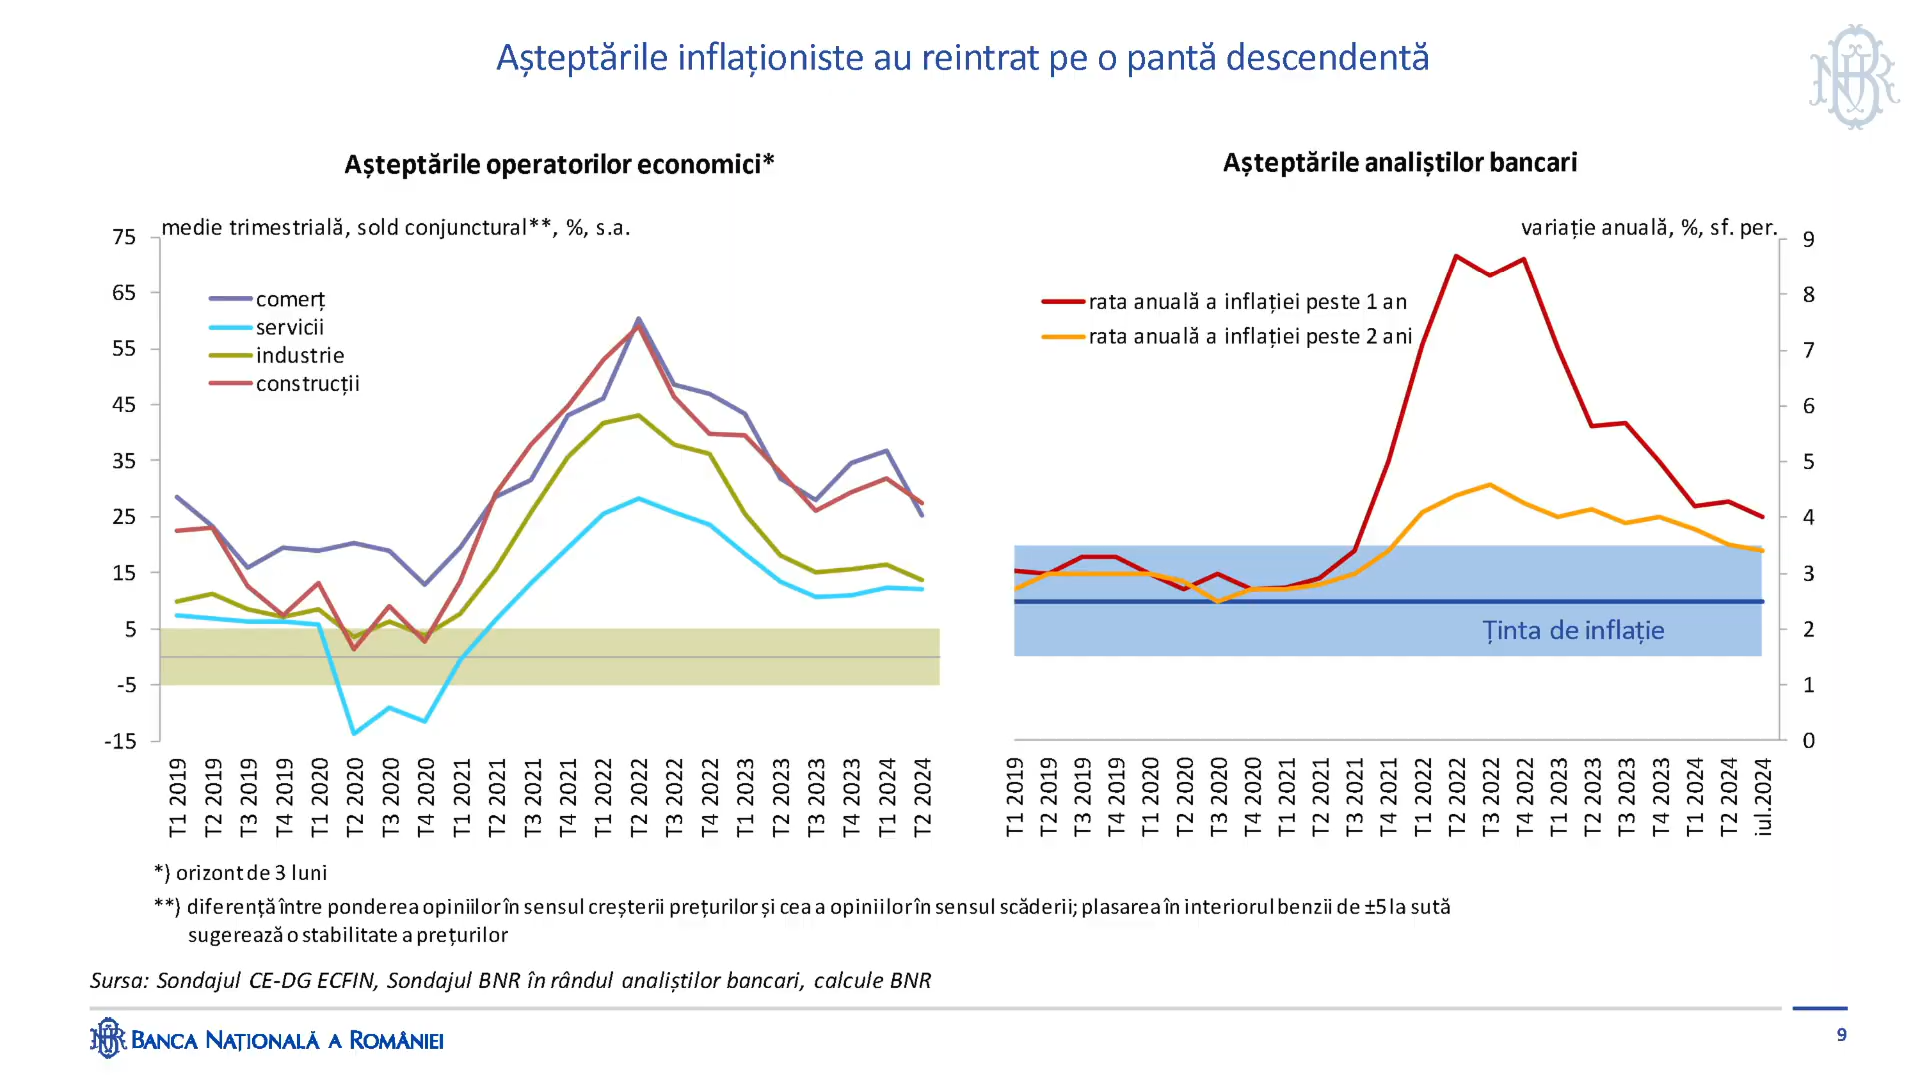 Așteptările inflaționiste au reintrat pe o pantă descendentă
NBR
Așteptările operatorilor economici*
medie trimestrială, sold conjunctural**, %, s.a.
75
65
55
45
35
25
15
5
-5
-15
comerț
servicii
industrie
construcții
T1 2019
T2 2019
T3 2019
T4 2019
T1 2020
T2 2020
T3 2020
T4 2020
T1 2021
T2 2021
T3 2021
T4 2021
T1 2022
T2 2022
T3 2022
T4 2022
T1 2023
T2 2023
T3 2023
T4 2023
T1 2024
T2 2024
Așteptările analiștilor bancari
variație anuală, %, sf. per.
9
8
7
6
5
4
3
2
1
0
rata anuală a inflației peste 1 an
rata anuală a inflației peste 2 ani
Ținta de inflație
T1 2019
T2 2019
T3 2019
T4 2019
T1 2020
T2 2020
T3 2020
T4 2020
T1 2021
T2 2021
T3 2021
T4 2021
T1 2022
T2 2022
T3 2022
T4 2022
T1 2023
T2 2023
T3 2023
T4 2023
T1 2024
T2 2024
iul.2024
*) orizont de 3 luni
**) diferență între ponderea opiniilor în sensul creșterii prețurilor și cea a opiniilor în sensul scăderii; plasarea în interiorul benzii de ±5 la sută
sugerează o stabilitate a prețurilor
Sursa: Sondajul CE-DG ECFIN, Sondajul BNR în rândul analiștilor bancari, calcule BNR
NBR BANCA NAȚIONALĂ A ROMÂNIEI
9